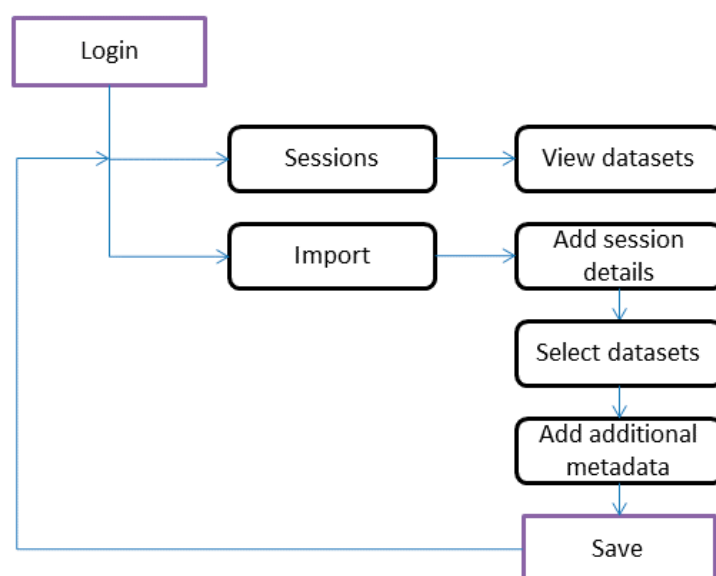 Login
Sessions
View datasets
Import
Add session
details
Select datasets
Add additional
metadata
Save